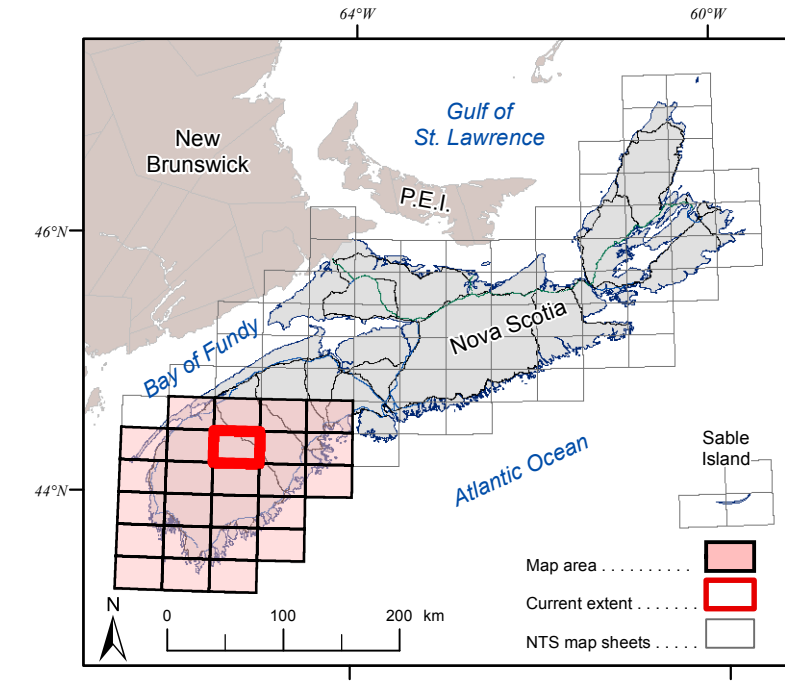 64°W
60°W
Gulf of
St. Lawrence
New
Brunswick
P.E.I.
46°N
Nova Scotia
Bay of Fundy
Sable
Island
Atlantic Ocean
44°N
Map area . . . . . . . . . .
Current extent . . . . . . .
NTS map sheets . . . . .
N
0
100
200
km